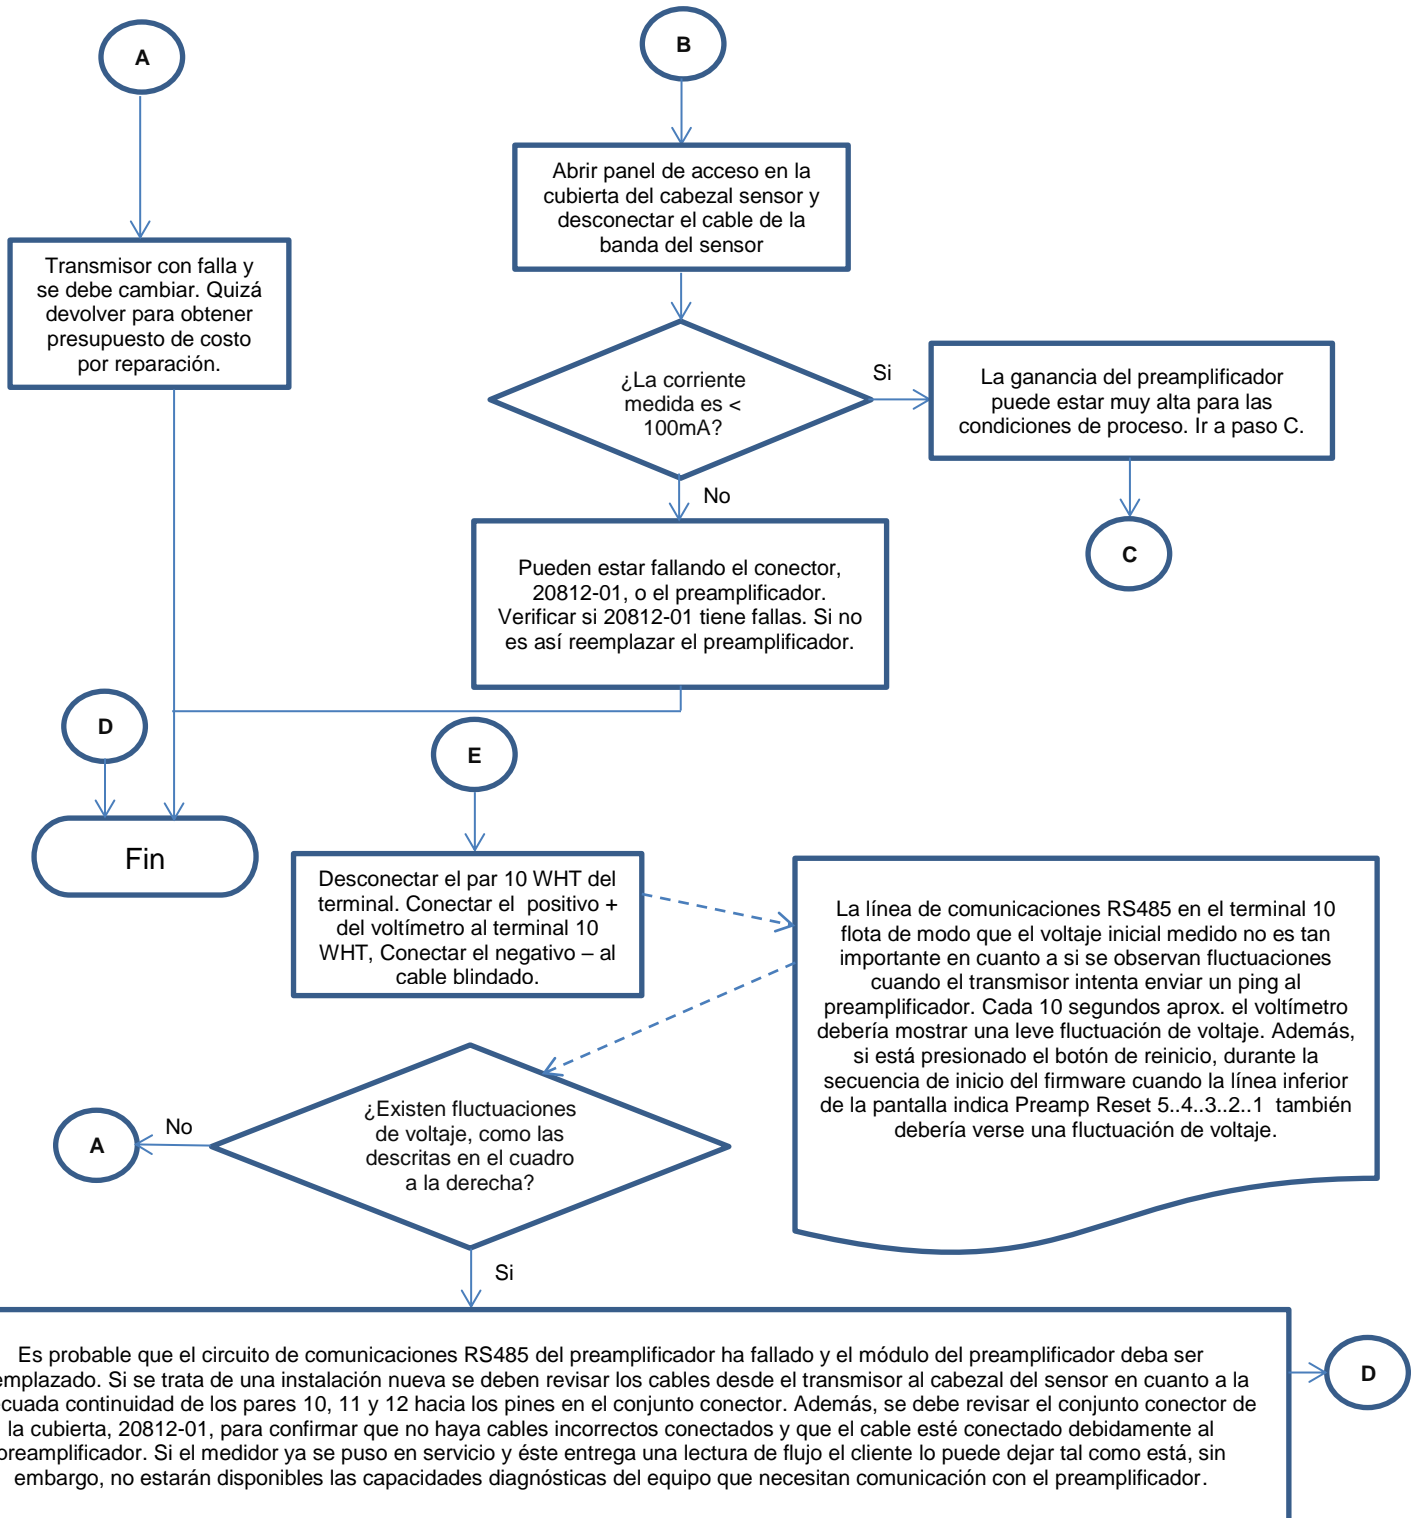 A
B
Abrir panel de acceso en la
cubierta del cabezal sensor y
desconectar el cable de la
banda del sensor
Transmisor con falla y
se debe cambiar. Quizá
devolver para obtener
presupuesto de costo
por reparación.
¿La corriente
medida es <
100mA?
Si
La ganancia del preamplificador
puede estar muy alta para las
condiciones de proceso. Ir a paso C.
No
C
Pueden estar fallando el conector,
20812-01, o el preamplificador.
Verificar si 20812-01 tiene fallas. Si no
es así reemplazar el preamplificador.
D
E
Fin
Desconectar el par 10 WHT del
terminal. Conectar el positivo +
del voltímetro al terminal 10
WHT, Conectar el negativo – al
cable blindado.
La línea de comunicaciones RS485 en el terminal 10
flota de modo que el voltaje inicial medido no es tan
importante en cuanto a si se observan fluctuaciones
cuando el transmisor intenta enviar un ping al
preamplificador. Cada 10 segundos aprox. el voltímetro
debería mostrar una leve fluctuación de voltaje. Además,
si está presionado el botón de reinicio, durante la
secuencia de inicio del firmware cuando la línea inferior
de la pantalla indica Preamp Reset 5..4..3..2..1 también
debería verse una fluctuación de voltaje.
¿Existen fluctuaciones
de voltaje, como las
descritas en el cuadro
a la derecha?
No
A
Si
Es probable que el circuito de comunicaciones RS485 del preamplificador ha fallado y el módulo del preamplificador deba ser
emplazado. Si se trata de una instalación nueva se deben revisar los cables desde el transmisor al cabezal del sensor en cuanto a la
cuada continuidad de los pares 10, 11 y 12 hacia los pines en el conjunto conector. Además, se debe revisar el conjunto conector de
la cubierta, 20812-01, para confirmar que no haya cables incorrectos conectados y que el cable esté conectado debidamente al
preamplificador. Si el medidor ya se puso en servicio y éste entrega una lectura de flujo el cliente lo puede dejar tal como está, sin
embargo, no estarán disponibles las capacidades diagnósticas del equipo que necesitan comunicación con el preamplificador.
D